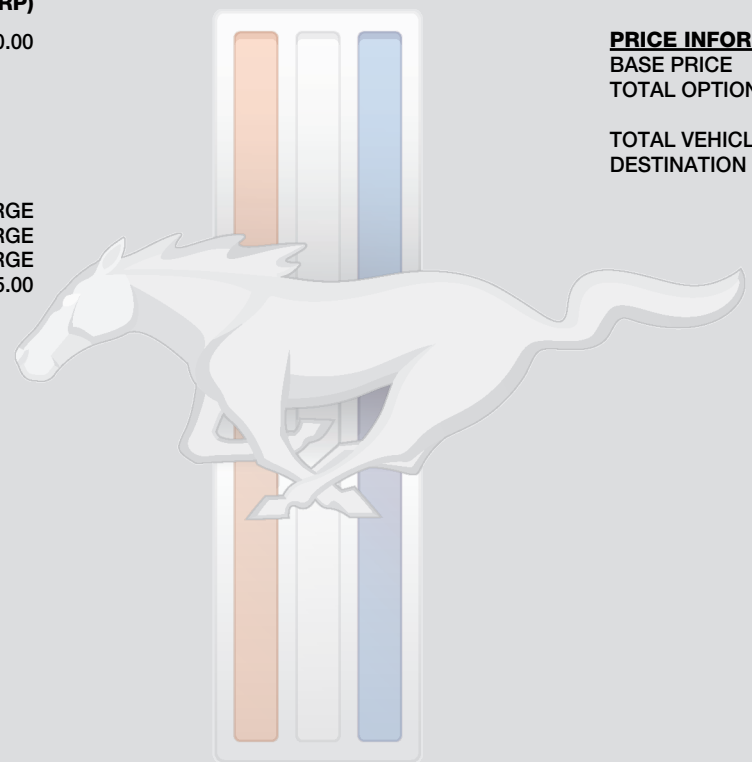 RP)
0.00
RGE
RGE
RGE
5.00
PRICE INFOR
BASE PRICE
TOTAL OPTION
TOTAL VEHICL
DESTINATION